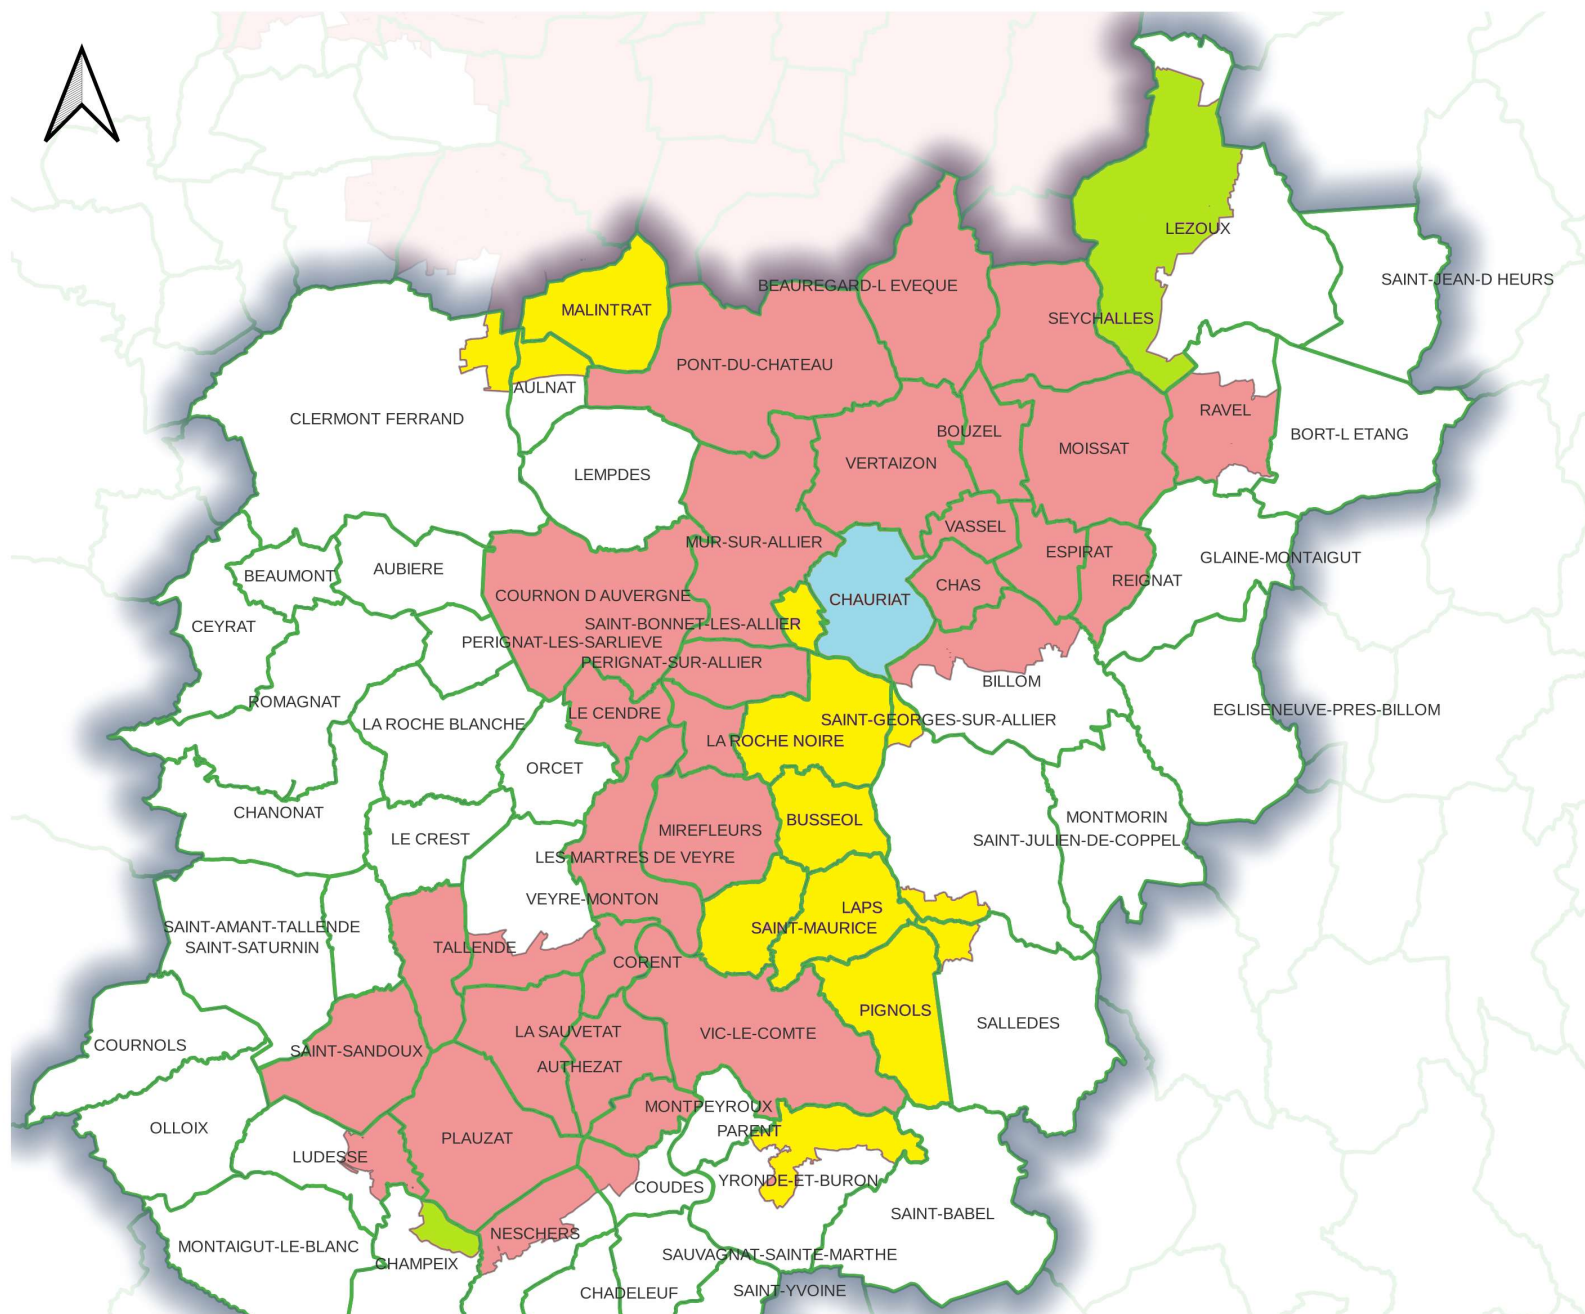 LEZOUX
SAINT-JEAN-D HEURS
BEAUREGARD-L EVEQUE
MALINTRAT
SEYCHALLES
PONT-DU-CHATEAU
AULNAT
RAVEL
CLERMONT FERRAND
BOUZEL
BORT-L ETANG
MOISSAT
VERTAIZON
LEMPDES
VASSEL
MUR-SUR-ALLIER
ESPIRAT
GLAINE-MONTAIGUT
AUBIERE
BEAUMONT
REIGNAT
CHAS
COURNON D AUVERGNE
CHAURIAT
SAINT-BONNET-LES-ALLIER
CEYRAT
PERIGNAT-LES-SARLIEVE
PERIGNAT-SUR-ALLIER
BILLOM
ROMAGNAT
EGLISENEUVE-PRES-BILLOM
LE CENDRE
SAINT-GEORGES-SUR-ALLIER
LA ROCHE BLANCHE
LA ROCHE NOIRE
ORCET
CHANONAT
MONTMORIN
BUSSEOL
MIREFLEURS
LE CREST
SAINT-JULIEN-DE-COPPEL
LES MARTRES DE VEYRE
VEYRE-MONTON
LAPS
SAINT-AMANT-TALLENDE
SAINT-MAURICE
SAINT-SATURNIN
TALLENDE
CORENT
PIGNOLS
SALLEDES
LA SAUVETAT
VIC-LE-COMTE
COURNOLS
SAINT-SANDOUX
AUTHEZAT
MONTPEYROUX
OLLOIX
PARENT
PLAUZAT
LUDESSE
YRONDE-ET-BURON
COUDES
SAINT-BABEL
NESCHERS
MONTAIGUT-LE-BLANC
SAUVAGNAT-SAINTE-MARTHE
CHAMPEIX
SAINT-YVOINE
CHADELEUF